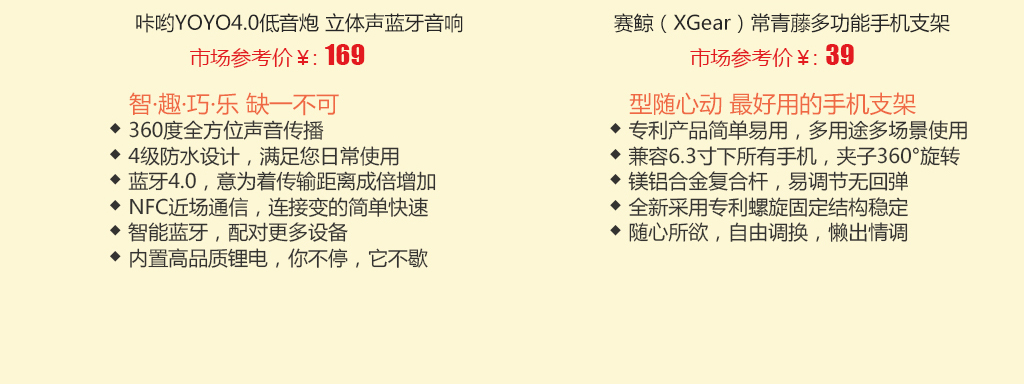 咔哟YOYO4.0低音炮 立体声蓝牙音响
市场参考价￥: 169
智·趣·巧·乐 缺一不可
◆ 360度全方位声音传播
◆ 4级防水设计，满足您日常使用
◆ 蓝牙4.0，意为着传输距离成倍增加
◆ NFC近场通信，连接变的简单快速
◆ 智能蓝牙，配对更多设备
◆ 内置高品质锂电，你不停，它不歇
赛鲸（XGear）常青藤多功能手机支架
市场参考价￥: 39
型随心动 最好用的手机支架
◆ 专利产品简单易用，多用途多场景使用
◆ 兼容6.3寸下所有手机，夹子360°旋转
◆ 镁铝合金复合杆，易调节无回弹
◆ 全新采用专利螺旋固定结构稳定
◆ 随心所欲，自由调换，懒出情调